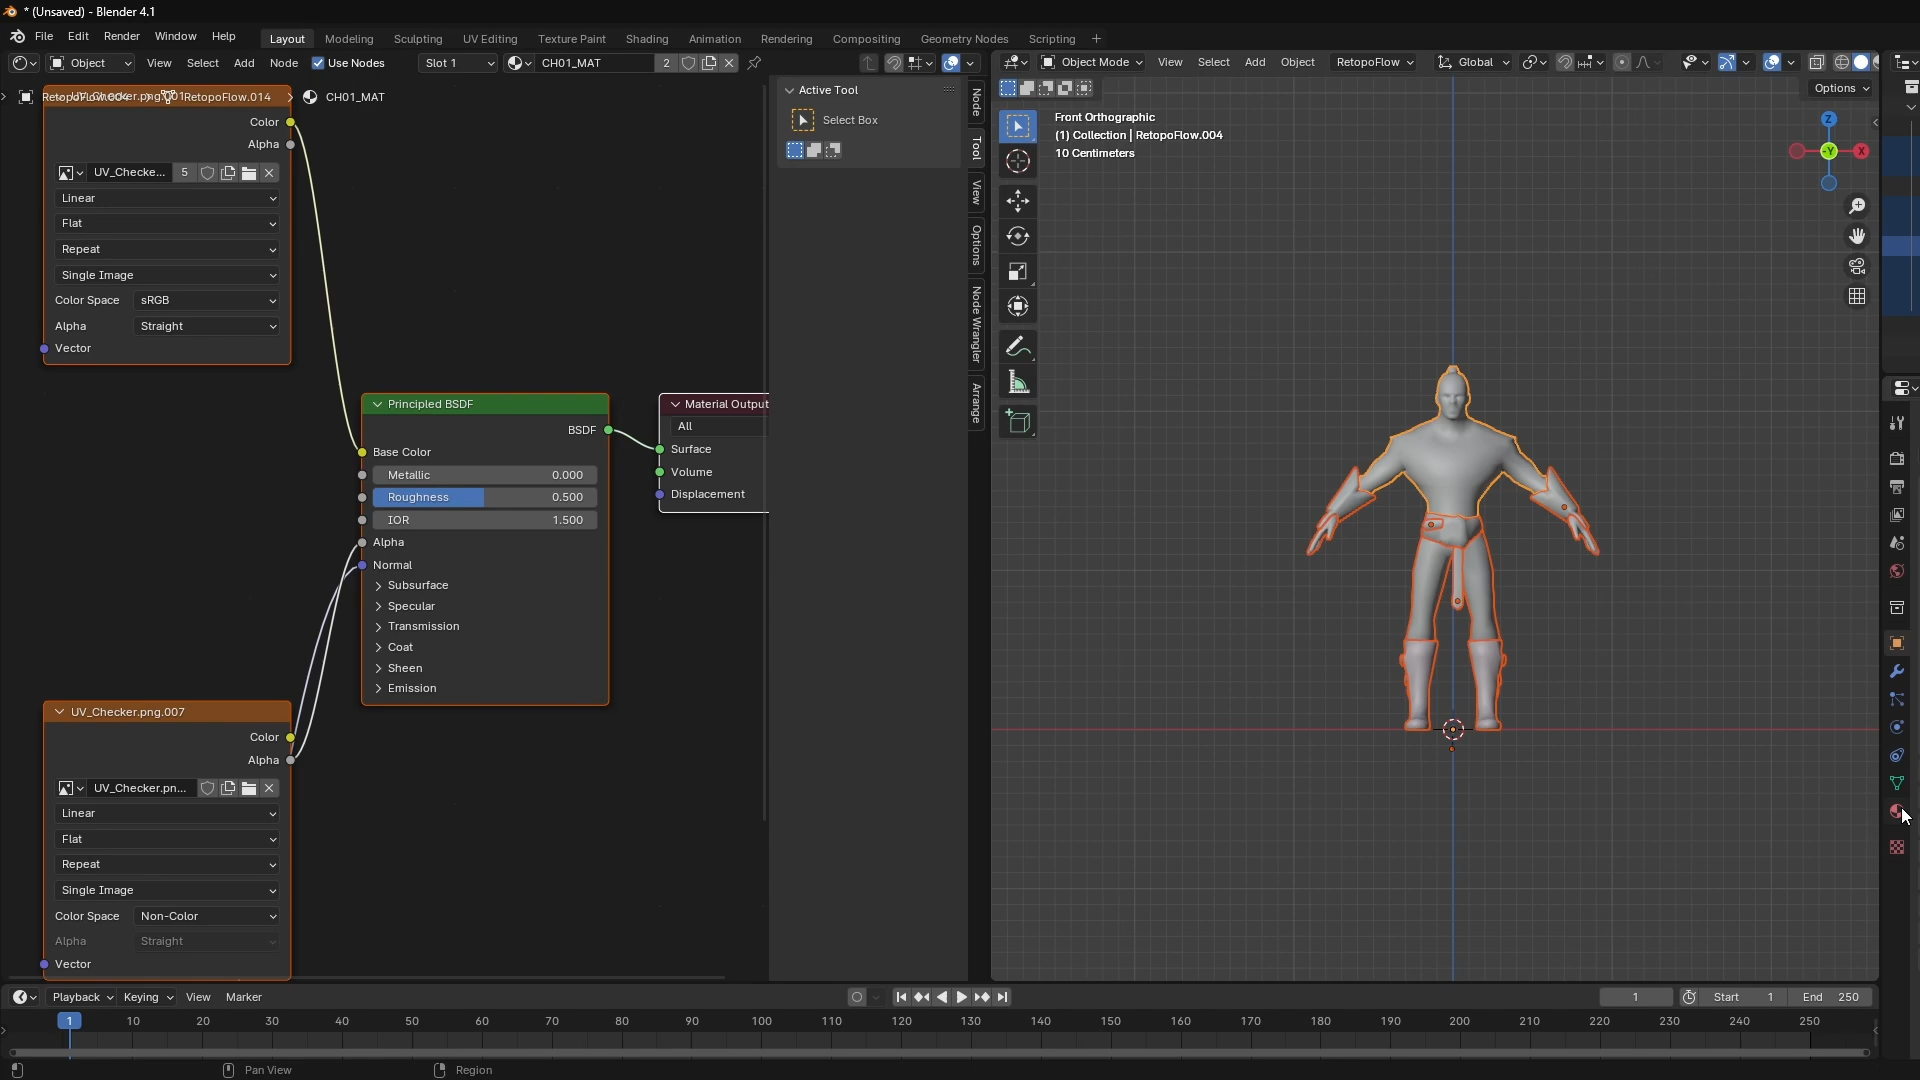 * (Unsaved) - Blender 4.1
File Edit Render Window Help Layout Modeling Sculpting UV Editing Texture Paint Shading Animation Rendering Compositing Geometry Nodes Scripting +
Object View Select Add Node Use Nodes Slot 1 CH01_MAT 2
Object Mode View Select Add Object RetopoFlow Global
RetopoFlow.004 RetopoFlow.014 CH01_MAT
Options
Color
Alpha
UV_Checke... 5
Linear
Flat
Repeat
Single Image
Color Space sRGB
Alpha Straight
Vector
Principled BSDF
BSDF
Base Color
Metallic 0.000
Roughness 0.500
IOR 1.500
Alpha
Normal
Subsurface
Specular
Transmission
Coat
Sheen
Emission
Material Output
All
Surface
Volume
Displacement
UV_Checker.png.007
Color
Alpha
UV_Checker.pn...
Linear
Flat
Repeat
Single Image
Color Space Non-Color
Alpha Straight
Vector
Active Tool
Select Box
Node
Tool
View
Options
Node Wrangler
Arrange
Front Orthographic
(1) Collection | RetopoFlow.004
10 Centimeters
Z
-Y
X
Playback Keying View Marker 1 Start 1 End 250
1 10 20 30 40 50 60 70 80 90 100 110 120 130 140 150 160 170 180 190 200 210 220 230 240 250
Pan View Region